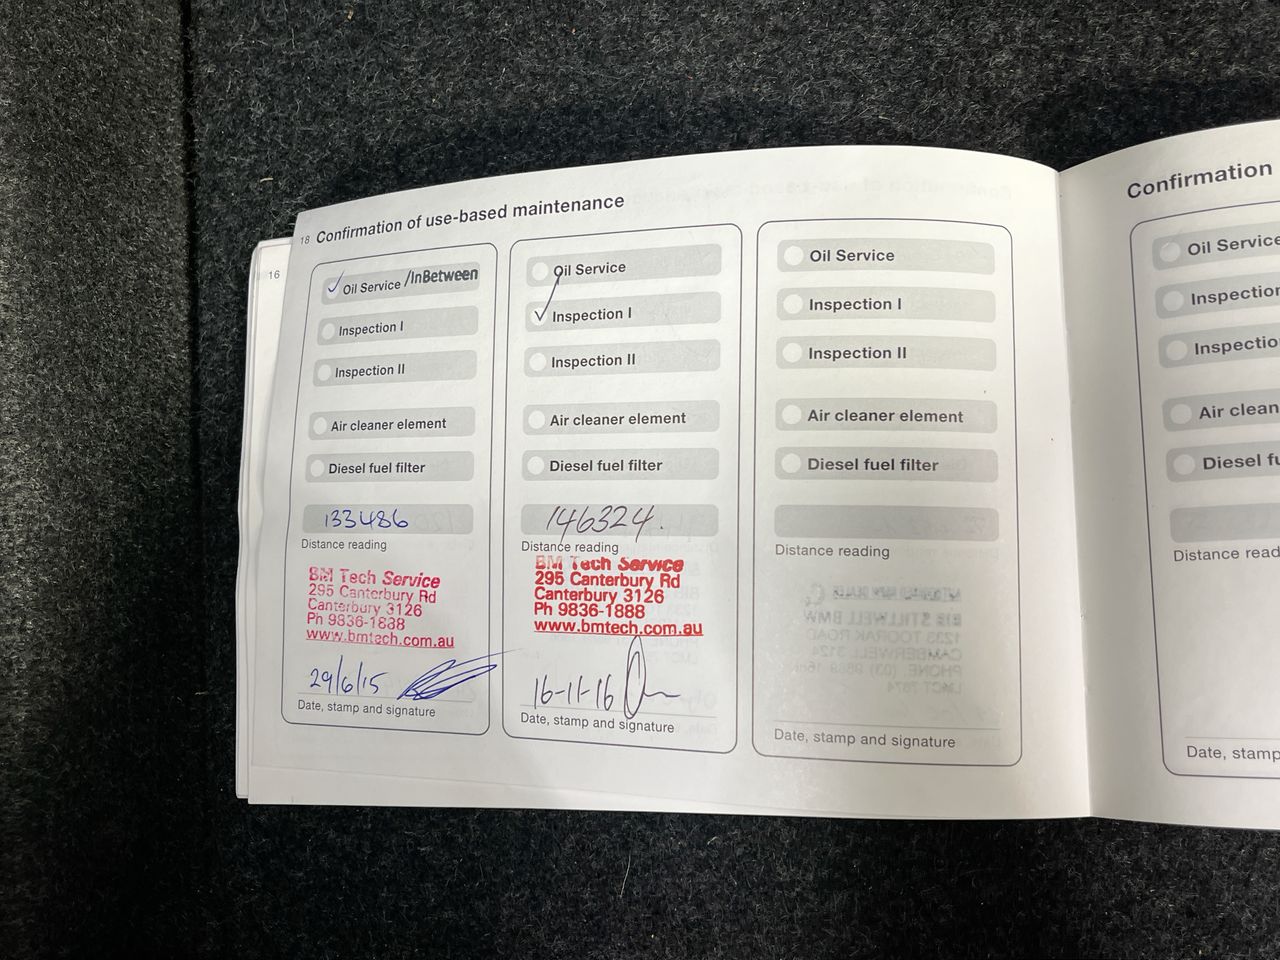 16
18 Confirmation of use-based maintenance
Oil Service /InBetween
Inspection I
Inspection II
Air cleaner element
Diesel fuel filter
133486
Distance reading
BM Tech Service
295 Canterbury Rd
Canterbury 3126
Ph 9836-1888
www.bmtech.com.au
29/6/15
Date, stamp and signature
Oil Service
Inspection I
Inspection II
Air cleaner element
Diesel fuel filter
146324.
Distance reading
BM Tech Service
295 Canterbury Rd
Canterbury 3126
Ph 9836-1888
www.bmtech.com.au
16-11-16
Date, stamp and signature
Oil Service
Inspection I
Inspection II
Air cleaner element
Diesel fuel filter
Distance reading
Date, stamp and signature
Confirmation
Oil Service
Inspection
Inspectio
Air clean
Diesel fu
Distance read
Date, stamp